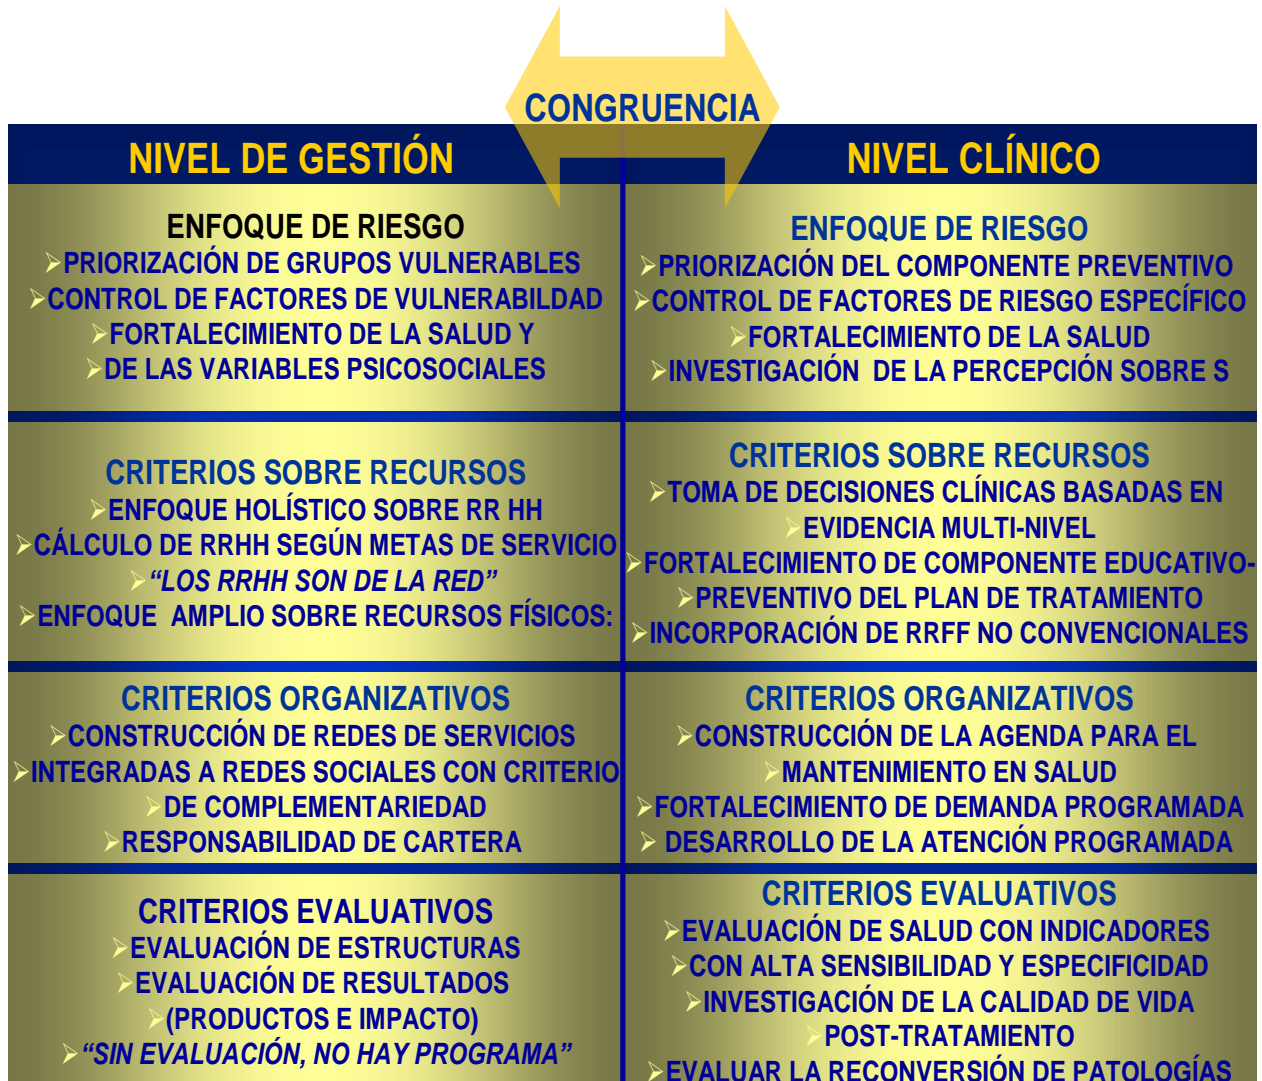 CONGRUENCIA
NIVEL DE GESTIÓN
ENFOQUE DE RIESGO
PRIORIZACIÓN DE GRUPOS VULNERABLES
CONTROL DE FACTORES DE VULNERABILDAD
FORTALECIMIENTO DE LA SALUD Y
DE LAS VARIABLES PSICOSOCIALES
CRITERIOS SOBRE RECURSOS
ENFOQUE HOLÍSTICO SOBRE RR HH
CÁLCULO DE RRHH SEGÚN METAS DE SERVICIO
“LOS RRHH SON DE LA RED”
ENFOQUE AMPLIO SOBRE RECURSOS FÍSICOS:
CRITERIOS ORGANIZATIVOS
CONSTRUCCIÓN DE REDES DE SERVICIOS
INTEGRADAS A REDES SOCIALES CON CRITERIO
DE COMPLEMENTARIEDAD
RESPONSABILIDAD DE CARTERA
CRITERIOS EVALUATIVOS
EVALUACIÓN DE ESTRUCTURAS
EVALUACIÓN DE RESULTADOS
(PRODUCTOS E IMPACTO)
“SIN EVALUACIÓN, NO HAY PROGRAMA”
NIVEL CLÍNICO
ENFOQUE DE RIESGO
PRIORIZACIÓN DEL COMPONENTE PREVENTIVO
CONTROL DE FACTORES DE RIESGO ESPECÍFICO
FORTALECIMIENTO DE LA SALUD
INVESTIGACIÓN DE LA PERCEPCIÓN SOBRE S
CRITERIOS SOBRE RECURSOS
TOMA DE DECISIONES CLÍNICAS BASADAS EN
EVIDENCIA MULTI-NIVEL
FORTALECIMIENTO DE COMPONENTE EDUCATIVO-
PREVENTIVO DEL PLAN DE TRATAMIENTO
INCORPORACIÓN DE RRFF NO CONVENCIONALES
CRITERIOS ORGANIZATIVOS
CONSTRUCCIÓN DE LA AGENDA PARA EL
MANTENIMIENTO EN SALUD
FORTALECIMIENTO DE DEMANDA PROGRAMADA
DESARROLLO DE LA ATENCIÓN PROGRAMADA
CRITERIOS EVALUATIVOS
EVALUACIÓN DE SALUD CON INDICADORES
CON ALTA SENSIBILIDAD Y ESPECIFICIDAD
INVESTIGACIÓN DE LA CALIDAD DE VIDA
POST-TRATAMIENTO
EVALUAR LA RECONVERSIÓN DE PATOLOGÍAS